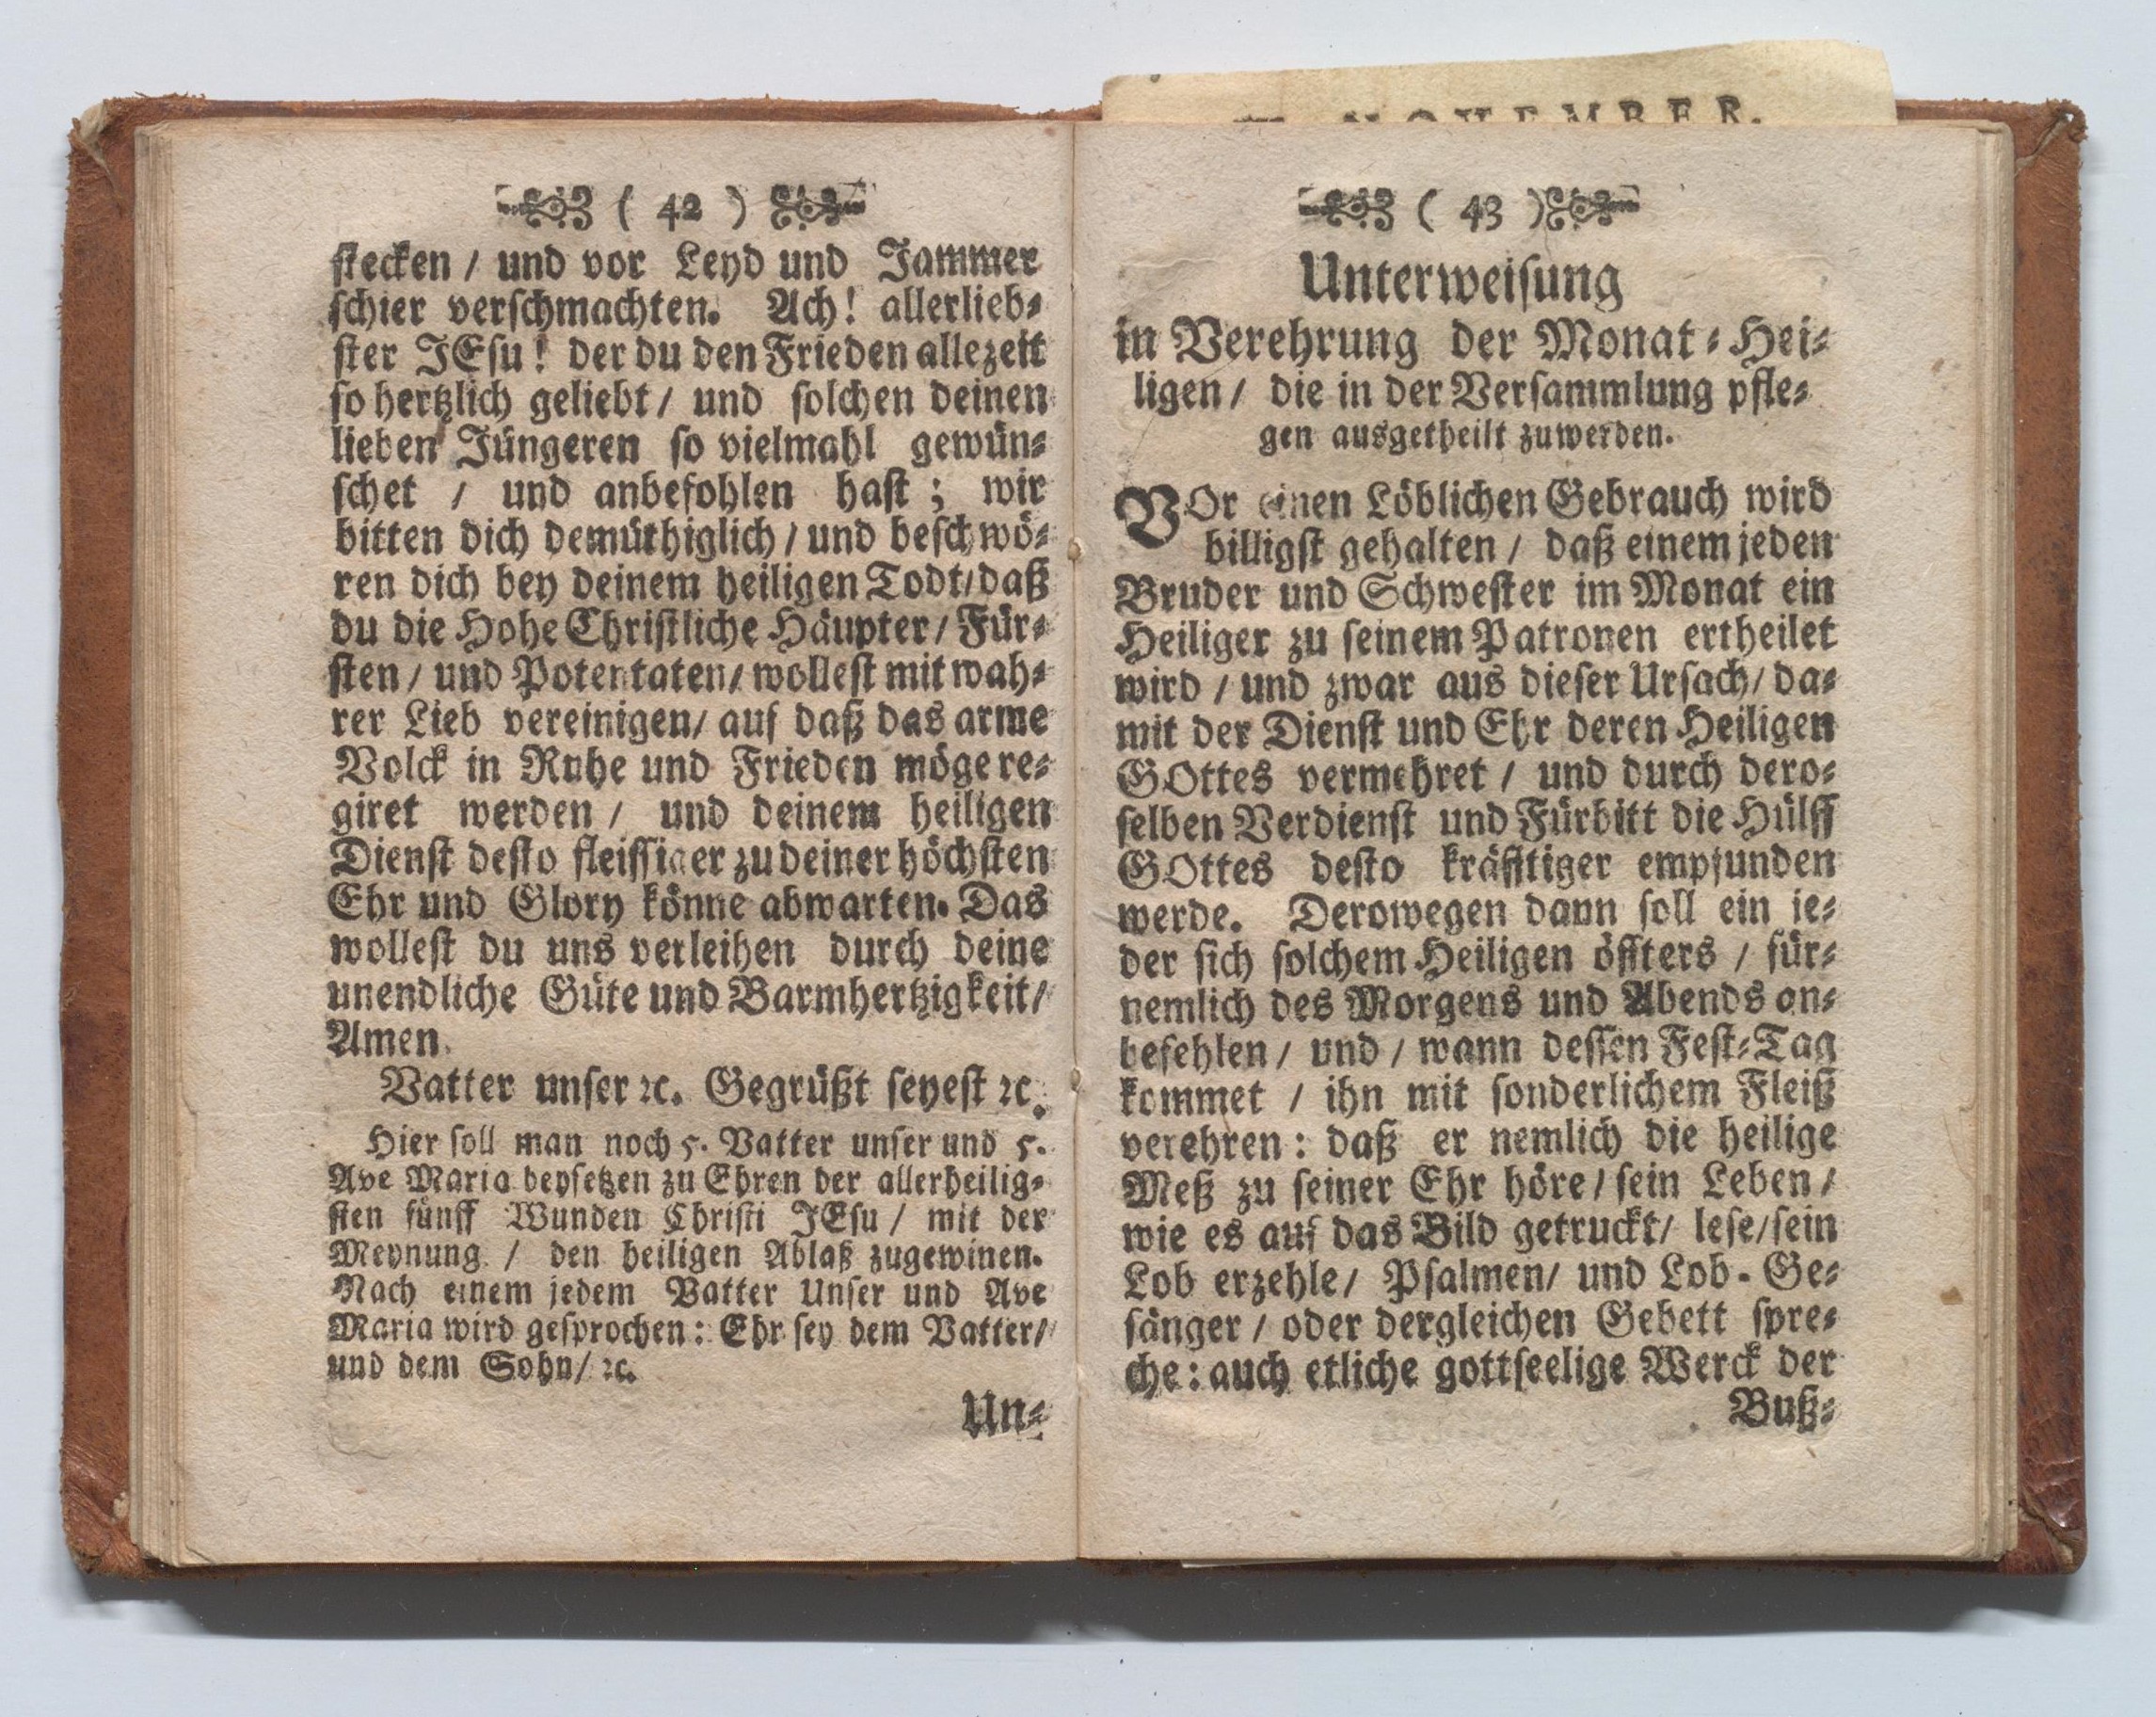 ( 42 )
stecken / und vor Leyd und Jammer
schier verschmachten. Ach! allerlieb-
ster JEsu! der du den Frieden allezeit
so hertzlich geliebt / und solchen deinen
lieben Jüngeren so vielmahl gewün-
schet / und anbefohlen hast ; wir
bitten dich demüthiglich / und beschwö-
ren dich bey deinem heiligen Todt / daß
du die Hohe Christliche Häupter / Für-
sten / und Potentaten / wollest mit wah-
rer Lieb vereinigen / auf daß das arme
Volck in Ruhe und Frieden möge re-
giret werden / und deinem heiligen
Dienst desto fleissiger zu deiner höchsten
Ehr und Glory könne abwarten. Das
wollest du uns verleihen durch deine
unendliche Güte und Barmhertzigkeit /
Amen.
Vatter unser ꝛc. Gegrüßt seyest ꝛc.
Hier soll man noch 5. Vatter unser und 5.
Ave Maria beysetzen zu Ehren der allerheilig-
sten fünff Wunden Christi JEsu / mit der
Meynung / den heiligen Ablaß zugewinen.
Nach einem jedem Vatter Unser und Ave
Maria wird gesprochen: Ehr sey dem Vatter /
und dem Sohn / ꝛc.
Un-
NOVEMBER.
( 43 )
Unterweisung
in Verehrung der Monat-Hei-
ligen / die in der Versammlung pfle-
gen ausgetheilt zuwerden.
VOr einen Löblichen Gebrauch wird
billigst gehalten / daß einem jeden
Bruder und Schwester im Monat ein
Heiliger zu seinem Patronen ertheilet
wird / und zwar aus dieser Ursach / da-
mit der Dienst und Ehr deren Heiligen
GOttes vermehret / und durch dero-
selben Verdienst und Fürbitt die Hülff
GOttes desto kräfftiger empfunden
werde. Derowegen dann soll ein je-
der sich solchem Heiligen öffters / für-
nemlich des Morgens und Abends an-
befehlen / und / wann dessen Fest-Tag
kommet / ihn mit sonderlichem Fleiß
verehren: daß er nemlich die heilige
Meß zu seiner Ehr höre / sein Leben /
wie es auf das Bild getruckt / lese / sein
Lob erzehle / Psalmen / und Lob-Ge-
sänger / oder dergleichen Gebett spre-
che: auch etliche gottseelige Werck der
Buß-